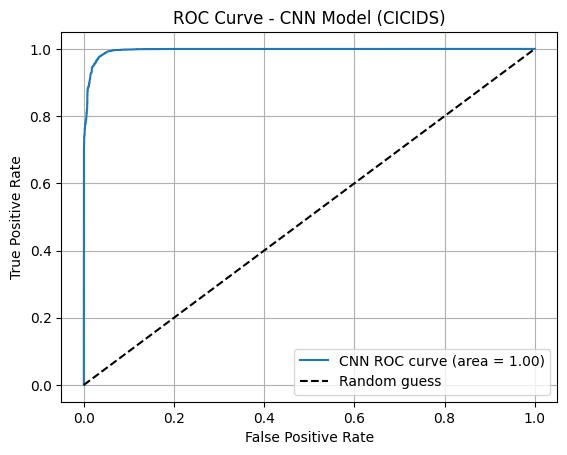 ROC Curve - CNN Model (CICIDS)
True Positive Rate
1.0
0.8
0.6
0.4
0.2
0.0
CNN ROC curve (area = 1.00)
Random guess
0.0 0.2 0.4 0.6 0.8 1.0
False Positive Rate